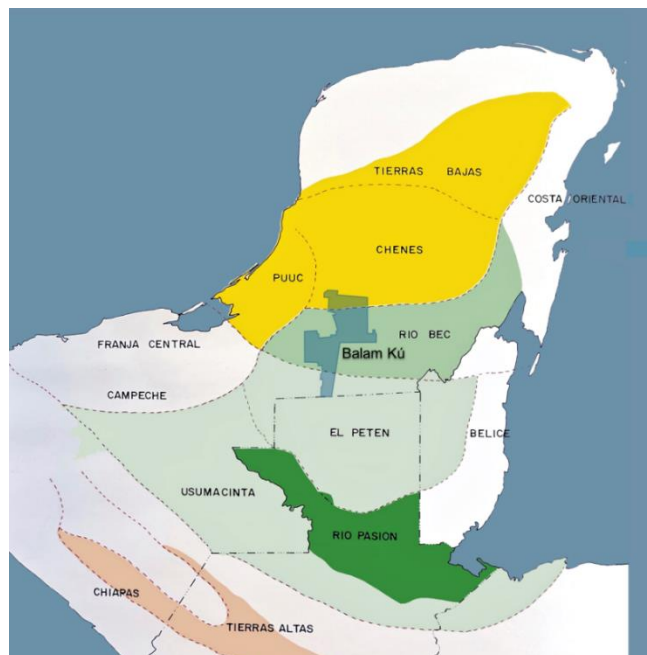 TIERRAS BAJAS
COSTA ORIENTAL
CHENES
PUUC
FRANJA CENTRAL
RIO BEC
Balam Kú
CAMPECHE
EL PETEN
BELICE
USUMACINTA
RIO PASION
CHIAPAS
TIERRAS ALTAS